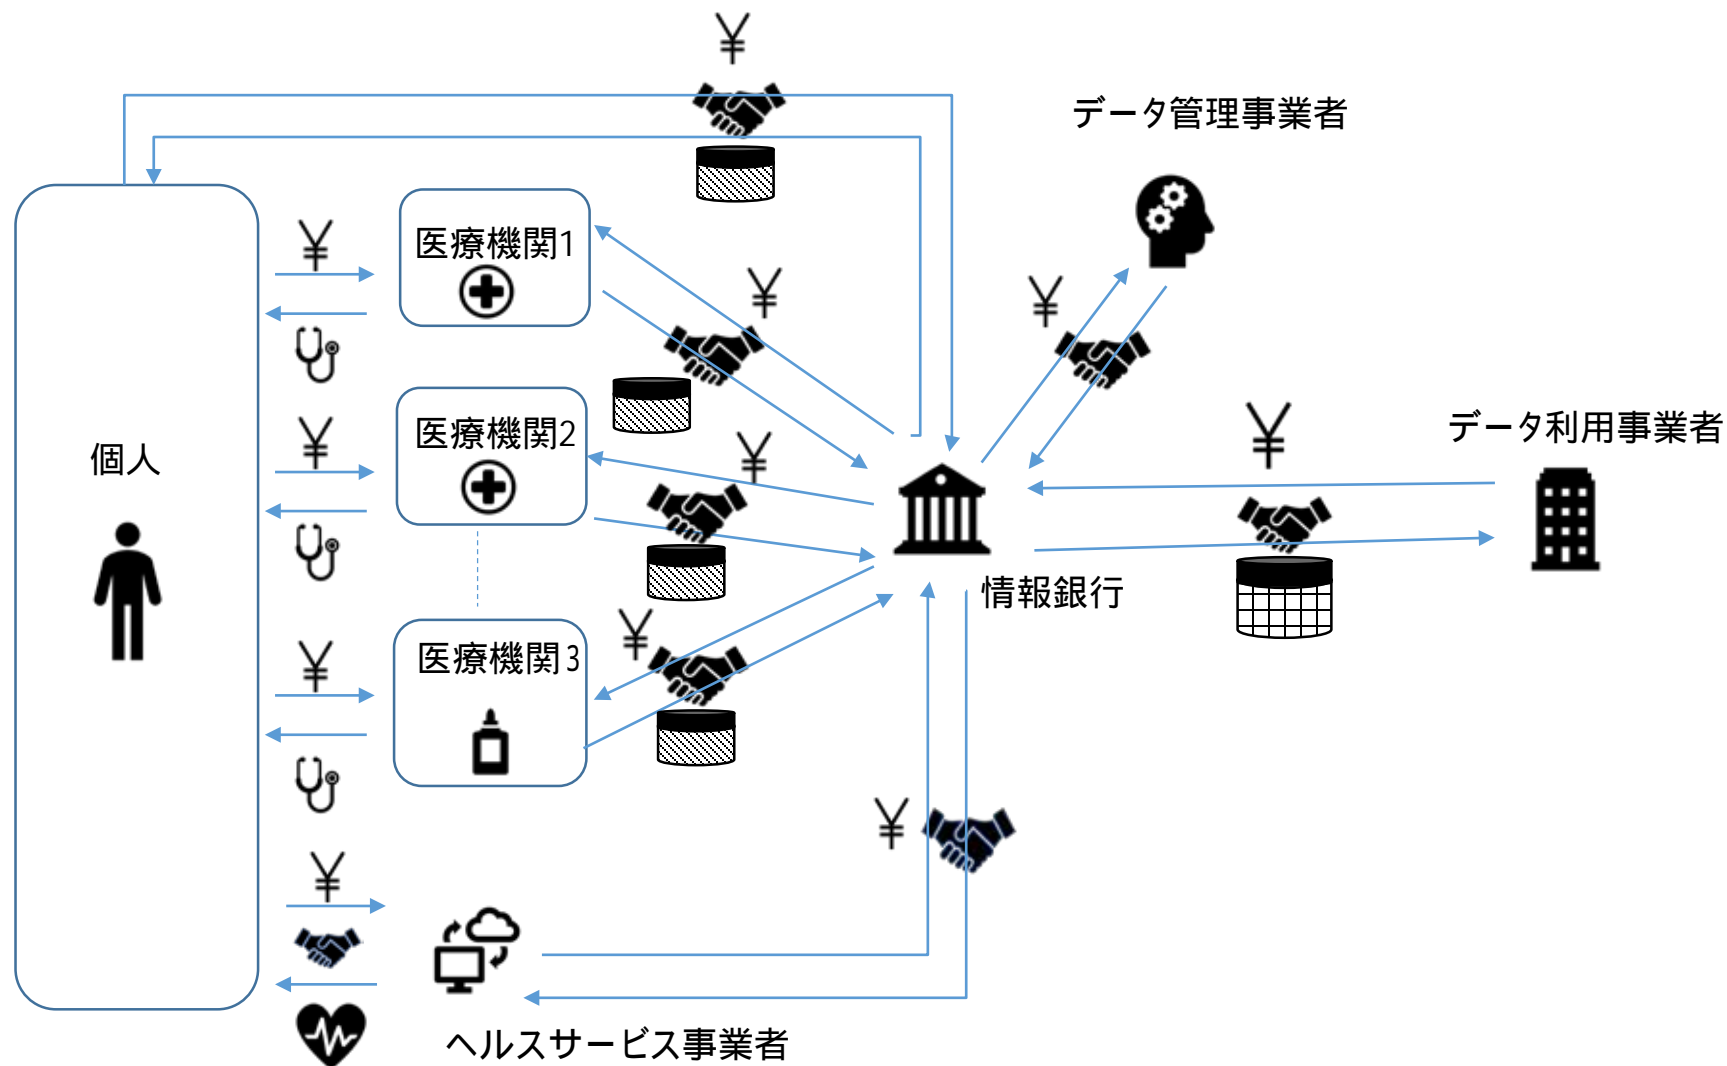 ¥
データ管理事業者
¥
医療機関1
¥
¥
データ利用事業者
¥
¥
医療機関2
¥
個人
情報銀行
¥
¥
医療機関3
¥
¥
ヘルスサービス事業者